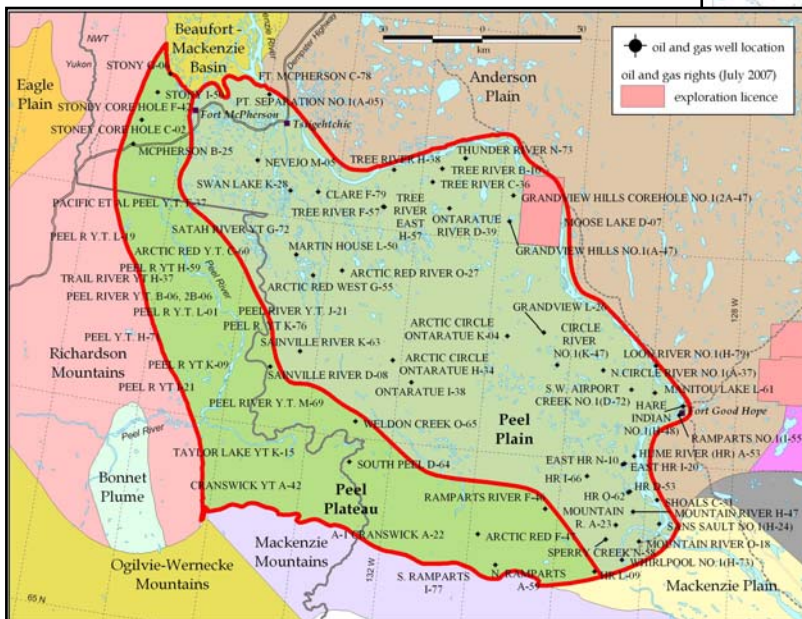 50
0
50
km
oil and gas well location
oil and gas rights (July 2007)
exploration licence
NWT
Yukon
Beaufort -
Mackenzie
Basin
Dempster Highway
Anderson
Plain
Eagle
Plain
FT. MCPHERSON C-78
STONY I-50
PT. SEPARATION NO.1(A-05)
Fort McPherson
Tsiigehtchic
STONEY CORE HOLE C-02
MCPHERSON B-25
NEVEJO M-05
TREE RIVER H-38
THUNDER RIVER N-73
TREE RIVER B-10
TREE RIVER C-36
SWAN LAKE K-28
CLARE F-79
GRANDVIEW HILLS COREHOLE NO.1(2A-47)
PACIFIC ET AL PEEL Y.T. F-37
TREE RIVER F-57
TREE
RIVER
EAST
H-57
ONTARATUE
RIVER D-39
MOOSE LAKE D-07
SATAH RIVER YT G-72
PEEL R Y.T. L-19
GRANDVIEW HILLS NO.1(A-47)
ARCTIC RED Y.T. C-60
MARTIN HOUSE L-50
PEEL R YT H-59
ARCTIC RED RIVER O-27
TRAIL RIVER YT H-37
ARCTIC RED WEST G-55
Peel River
PEEL RIVER Y.T. B-06, 2B-06
PEEL RIVER Y.T. J-21
PEEL R Y.T. L-01
PEEL R YT K-76
GRANDVIEW L-26
128 W
PEEL Y.T. H-71
SAINVILLE RIVER K-63
ARCTIC CIRCLE
ONTARATUE K-04
CIRCLE
RIVER
NO.1(K-47)
LOON RIVER NO.1(H-79)
Richardson
Mountains
PEEL R YT K-09
ARCTIC CIRCLE
ONTARATUE H-34
N CIRCLE RIVER NO.1(A-37)
SAINVILLE RIVER D-08
PEEL R YT I-21
ONTARATUE I-38
S.W. AIRPORT
CREEK NO.1(D-72)
MANITOU LAKE L-61
PEEL RIVER Y.T. M-69
HARE
INDIAN
NO.1(H-48)
Fort Good Hope
WELDON CREEK O-65
Peel
Plain
RAMPARTS NO.1(I-55)
Peel River
HUME RIVER (HR) A-53
TAYLOR LAKE YT K-15
SOUTH PEEL D-64
EAST HR N-10
EAST HR I-20
Bonnet
Plume
HR I-66
CRANSWICK YT A-42
Peel
Plateau
RAMPARTS RIVER F-46
HR O-62
HR D-53
SHOALS C-31
MOUNTAIN
R. A-23
MOUNTAIN RIVER H-47
SANS SAULT NO.1(H-24)
A-1 CRANSWICK A-22
ARCTIC RED F-47
SPERRY CREEK N-58
MOUNTAIN RIVER O-18
Ogilvie-Wernecke
Mountains
Mackenzie
Mountains
132 W
WHIRLPOOL NO.1(H-73)
S. RAMPARTS
I-77
N. RAMPARTS
A-59
HR L-09
Mackenzie Plain
65 N